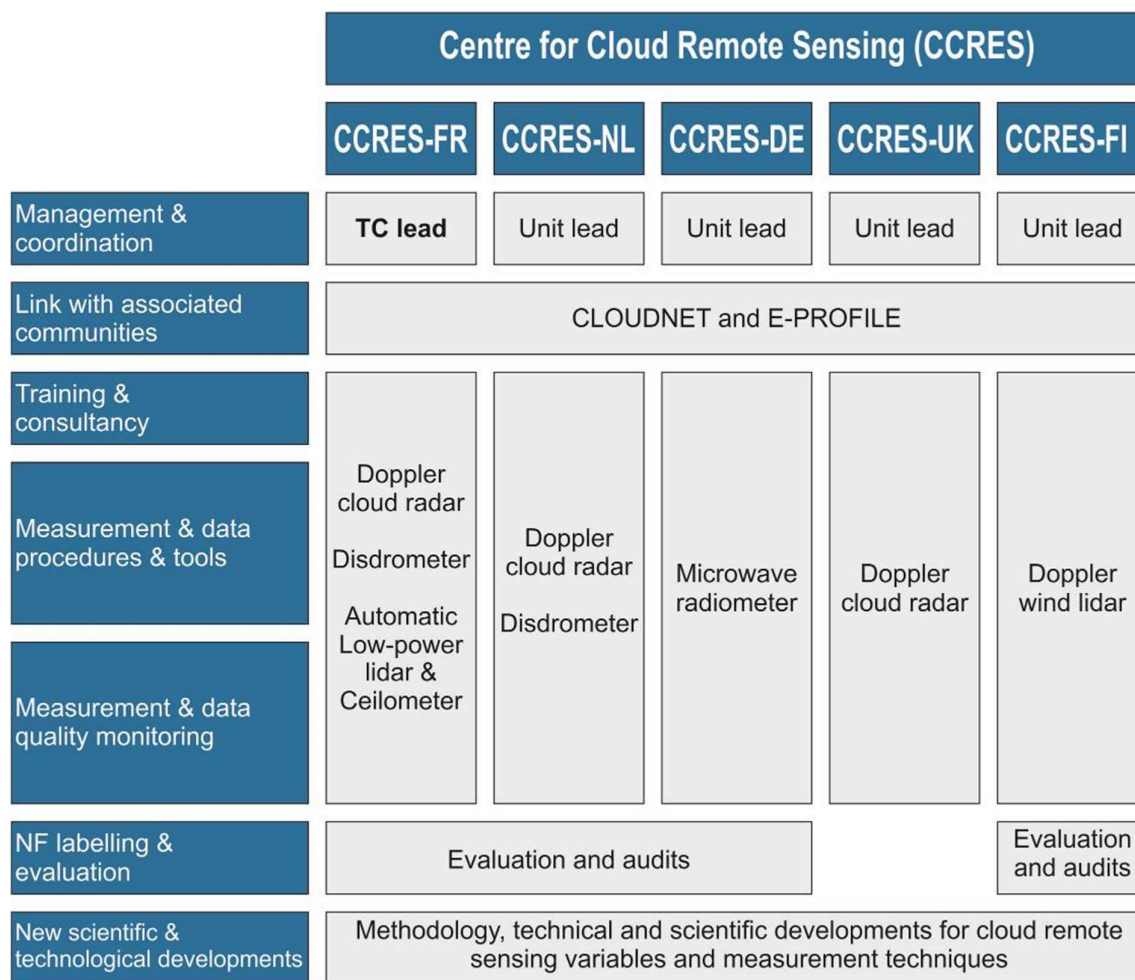 Centre for Cloud Remote Sensing (CCRES)
CCRES-FR
CCRES-NL
CCRES-DE
CCRES-UK
CCRES-FI
Management &
coordination
TC lead
Unit lead
Unit lead
Unit lead
Unit lead
Link with associated
communities
CLOUDNET and E-PROFILE
Training &
consultancy
Measurement & data
procedures & tools
Measurement & data
quality monitoring
Doppler
cloud radar
Disdrometer
Automatic
Low-power
lidar &
Ceilometer
Doppler
cloud radar
Disdrometer
Microwave
radiometer
Doppler
cloud radar
Doppler
wind lidar
NF labelling &
evaluation
Evaluation and audits
Evaluation
and audits
New scientific &
technological developments
Methodology, technical and scientific developments for cloud remote
sensing variables and measurement techniques